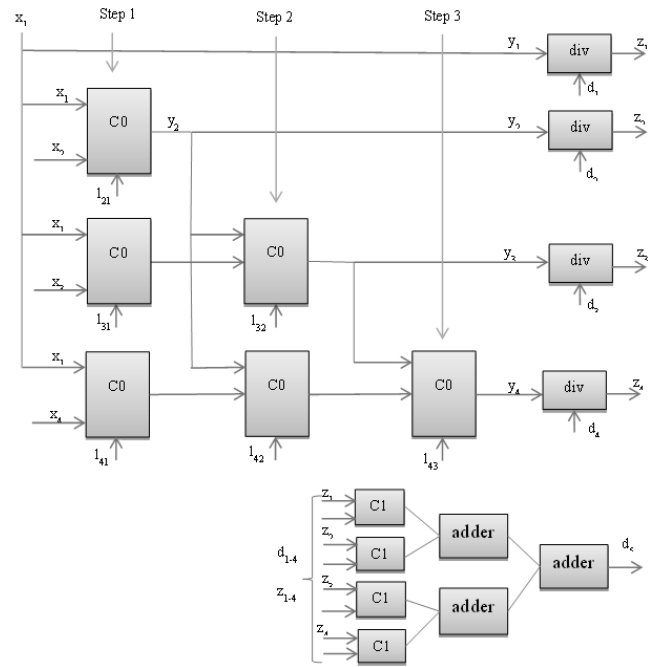 x₁ Step 1 Step 2 Step 3
y₁ div z₁
d₁
x₁ C0 y₂ y₂ div z₂
x₂
l₂₁ d₂
x₁ C0 C0 y₃ div z₃
x₃
l₃₁ l₃₂ d₃
x₁ C0 C0 C0 y₄ div z₄
x₄
l₄₁ l₄₂ l₄₃ d₄
z₁ C1
adder
z₂ C1
d₁₋₄ adder d₅
z₁₋₄
z₃ C1
adder
z₄ C1